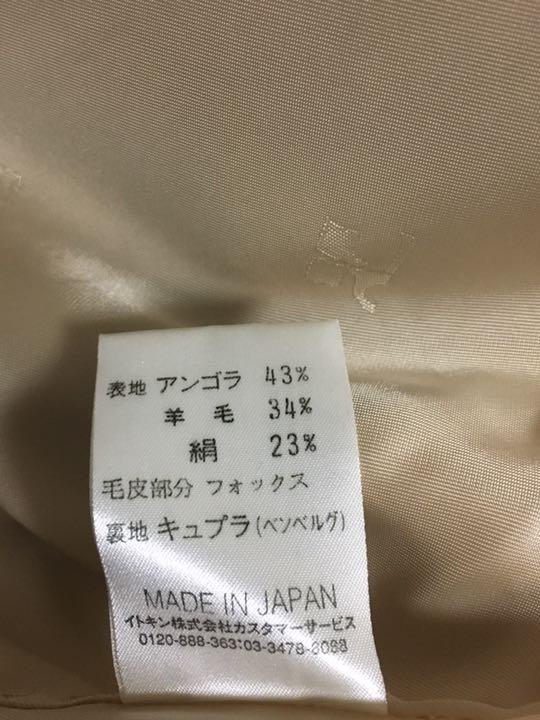 表地 アンゴラ 43%
羊毛 34%
絹 23%
毛皮部分 フォックス
裏地 キュプラ(ベンベルグ)
MADE IN JAPAN
イトキン株式会社カスタマーサービス
0120-888-363:03-3478-8088